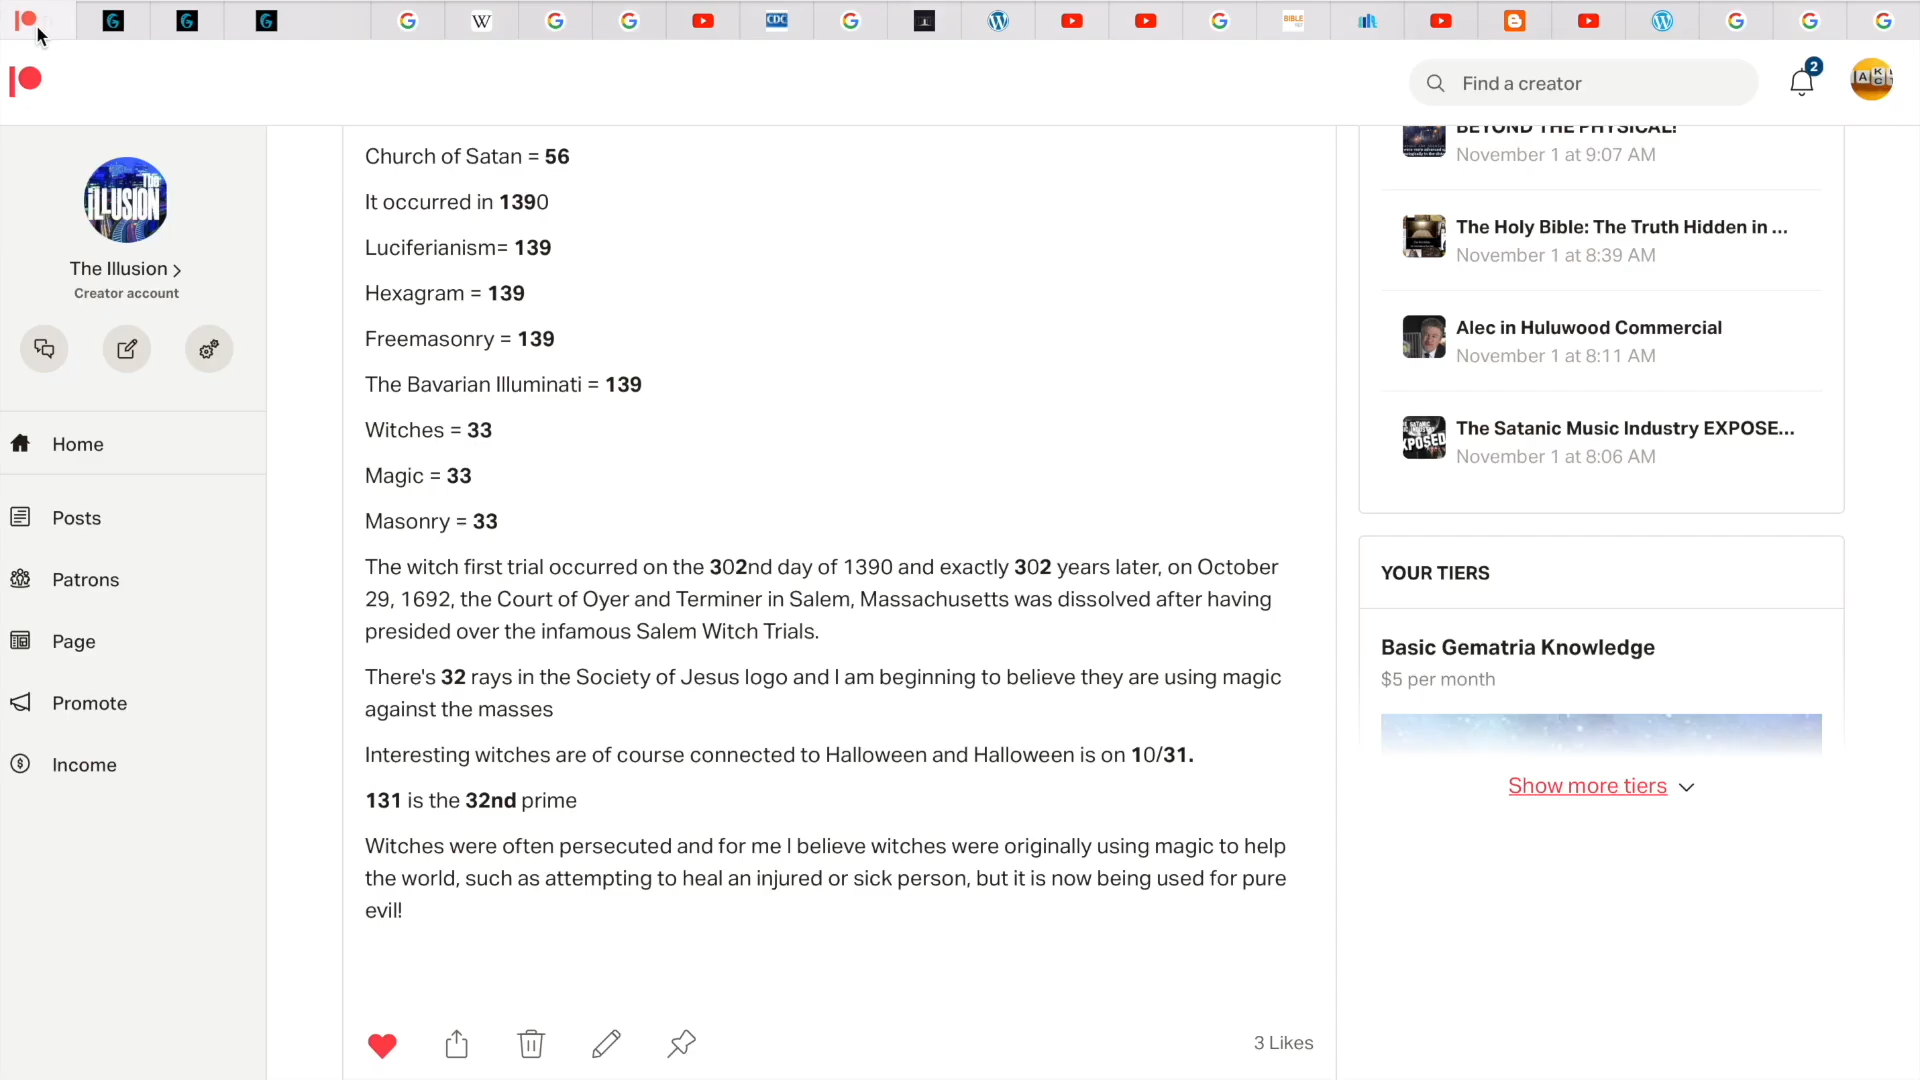 Find a creator
2
Church of Satan = 56
It occurred in 1390
Luciferianism= 139
Hexagram = 139
Freemasonry = 139
The Bavarian Illuminati = 139
Witches = 33
Magic = 33
Masonry = 33
The witch first trial occurred on the 302nd day of 1390 and exactly 302 years later, on October
29, 1692, the Court of Oyer and Terminer in Salem, Massachusetts was dissolved after having
presided over the infamous Salem Witch Trials.
There's 32 rays in the Society of Jesus logo and I am beginning to believe they are using magic
against the masses
Interesting witches are of course connected to Halloween and Halloween is on 10/31.
131 is the 32nd prime
Witches were often persecuted and for me I believe witches were originally using magic to help
the world, such as attempting to heal an injured or sick person, but it is now being used for pure
evil!
3 Likes
The iLLUSION
The Illusion
Creator account
Home
Posts
Patrons
Page
Promote
Income
BEYOND THE PHYSICAL!
November 1 at 9:07 AM
The Holy Bible: The Truth Hidden in ...
November 1 at 8:39 AM
Alec in Huluwood Commercial
November 1 at 8:11 AM
The Satanic Music Industry EXPOSE...
November 1 at 8:06 AM
YOUR TIERS
Basic Gematria Knowledge
$5 per month
Show more tiers